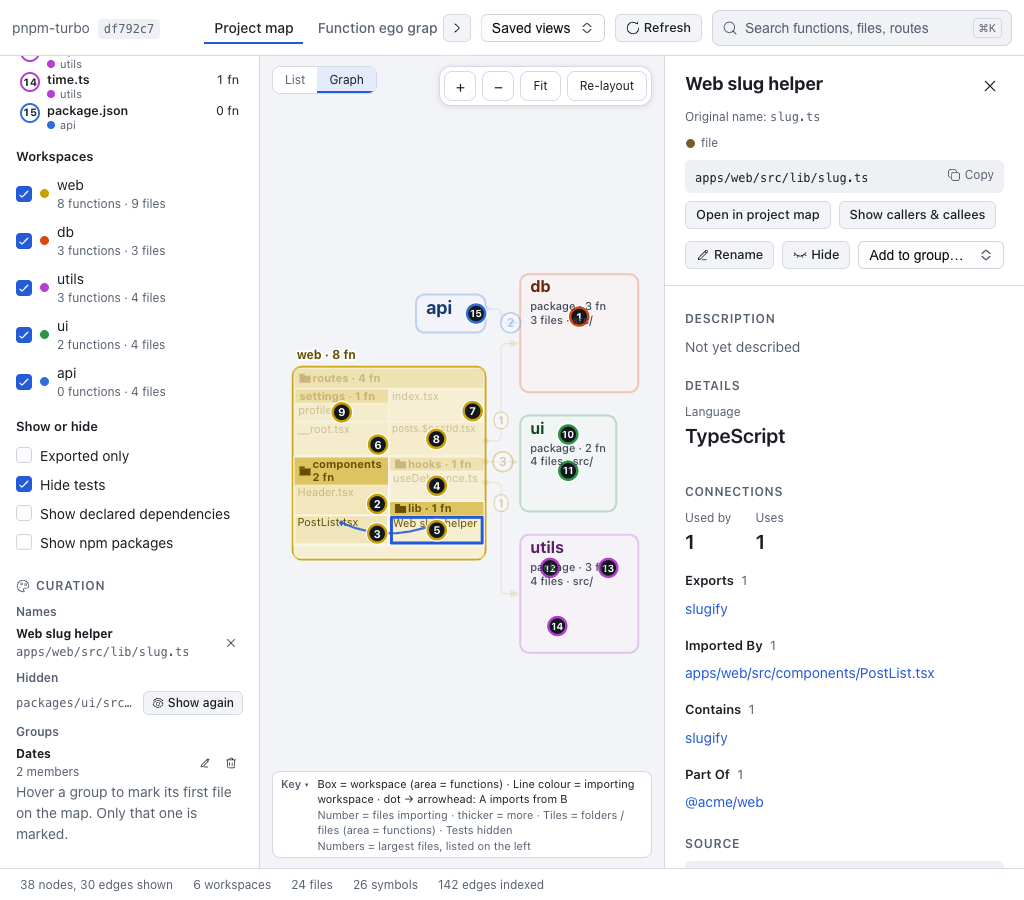 pnpm-turbo df792c7 Project map Function ego grap Saved views Refresh Search functions, files, routes ⌘K
utils
14 time.ts 1 fn
utils
15 package.json 0 fn
api
Workspaces
web
8 functions · 9 files
db
3 functions · 3 files
utils
3 functions · 4 files
ui
2 functions · 4 files
api
0 functions · 4 files
Show or hide
Exported only
Hide tests
Show declared dependencies
Show npm packages
CURATION
Names
Web slug helper
apps/web/src/lib/slug.ts
Hidden
packages/ui/src… Show again
Groups
Dates
2 members
Hover a group to mark its first file
on the map. Only that one is
marked.
List Graph + − Fit Re-layout
api 15
2
db
package · 3 fn
3 files · src/
1
web · 8 fn
routes · 4 fn
settings · 1 fn index.tsx
profile 9 7
__root.tsx posts.$postId.tsx
6 8
components
2 fn
hooks · 1 fn
useDebounce.ts
4
Header.tsx 2
lib · 1 fn
PostList.tsx 3
Web slug helper 5
1
3
1
ui 10
package · 2 fn
4 files · src/
11
utils
package · 3 fn
12 13
4 files · src/
14
Key Box = workspace (area = functions) · Line colour = importing
workspace · dot → arrowhead: A imports from B
Number = files importing · thicker = more · Tiles = folders /
files (area = functions) · Tests hidden
Numbers = largest files, listed on the left
Web slug helper
Original name: slug.ts
file
apps/web/src/lib/slug.ts Copy
Open in project map Show callers & callees
Rename Hide Add to group…
DESCRIPTION
Not yet described
DETAILS
Language
TypeScript
CONNECTIONS
Used by Uses
1 1
Exports 1
slugify
Imported By 1
apps/web/src/components/PostList.tsx
Contains 1
slugify
Part Of 1
@acme/web
SOURCE
38 nodes, 30 edges shown 6 workspaces 24 files 26 symbols 142 edges indexed